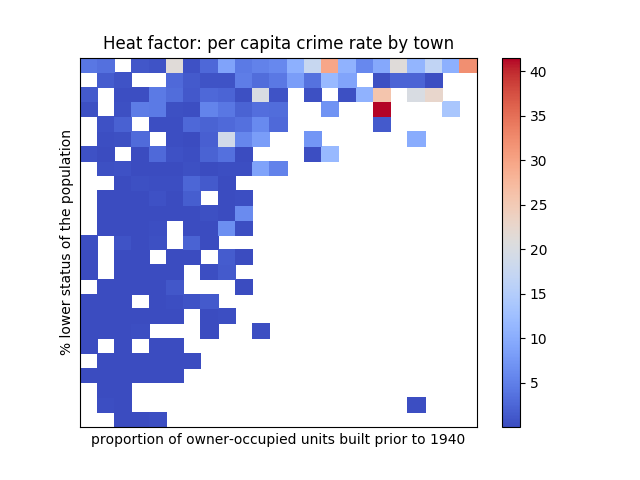 Heat factor: per capita crime rate by town
% lower status of the population
proportion of owner-occupied units built prior to 1940
40
35
30
25
20
15
10
5